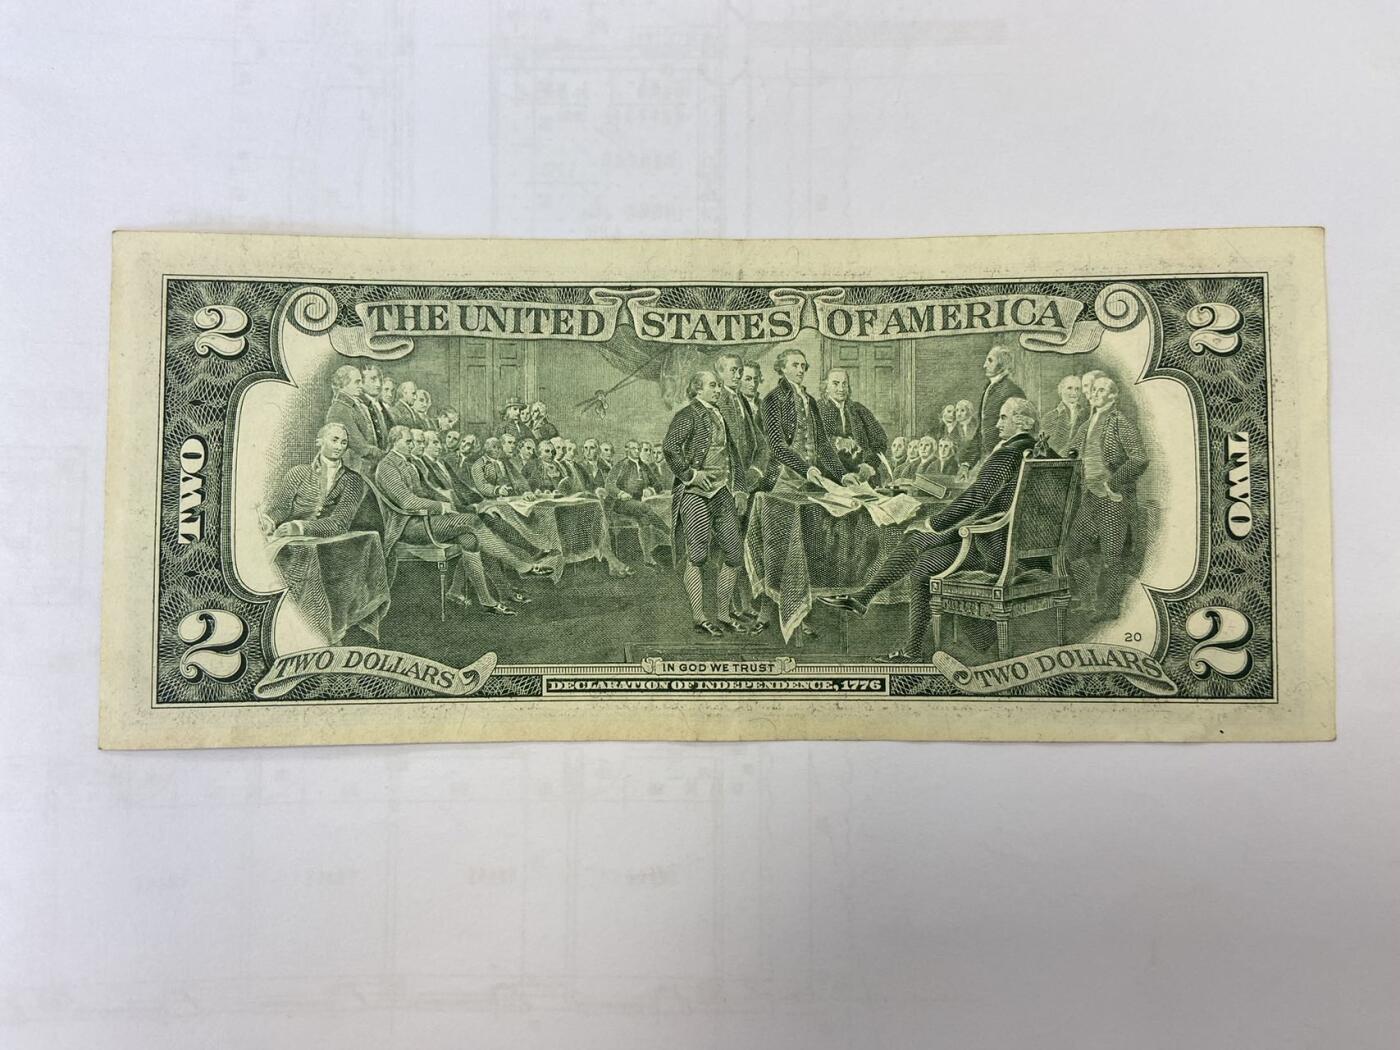 2 THE UNITED STATES OF AMERICA 2
TWO TWO
20
2 TWO DOLLARS IN GOD WE TRUST TWO DOLLARS 2
DECLARATION OF INDEPENDENCE, 1776